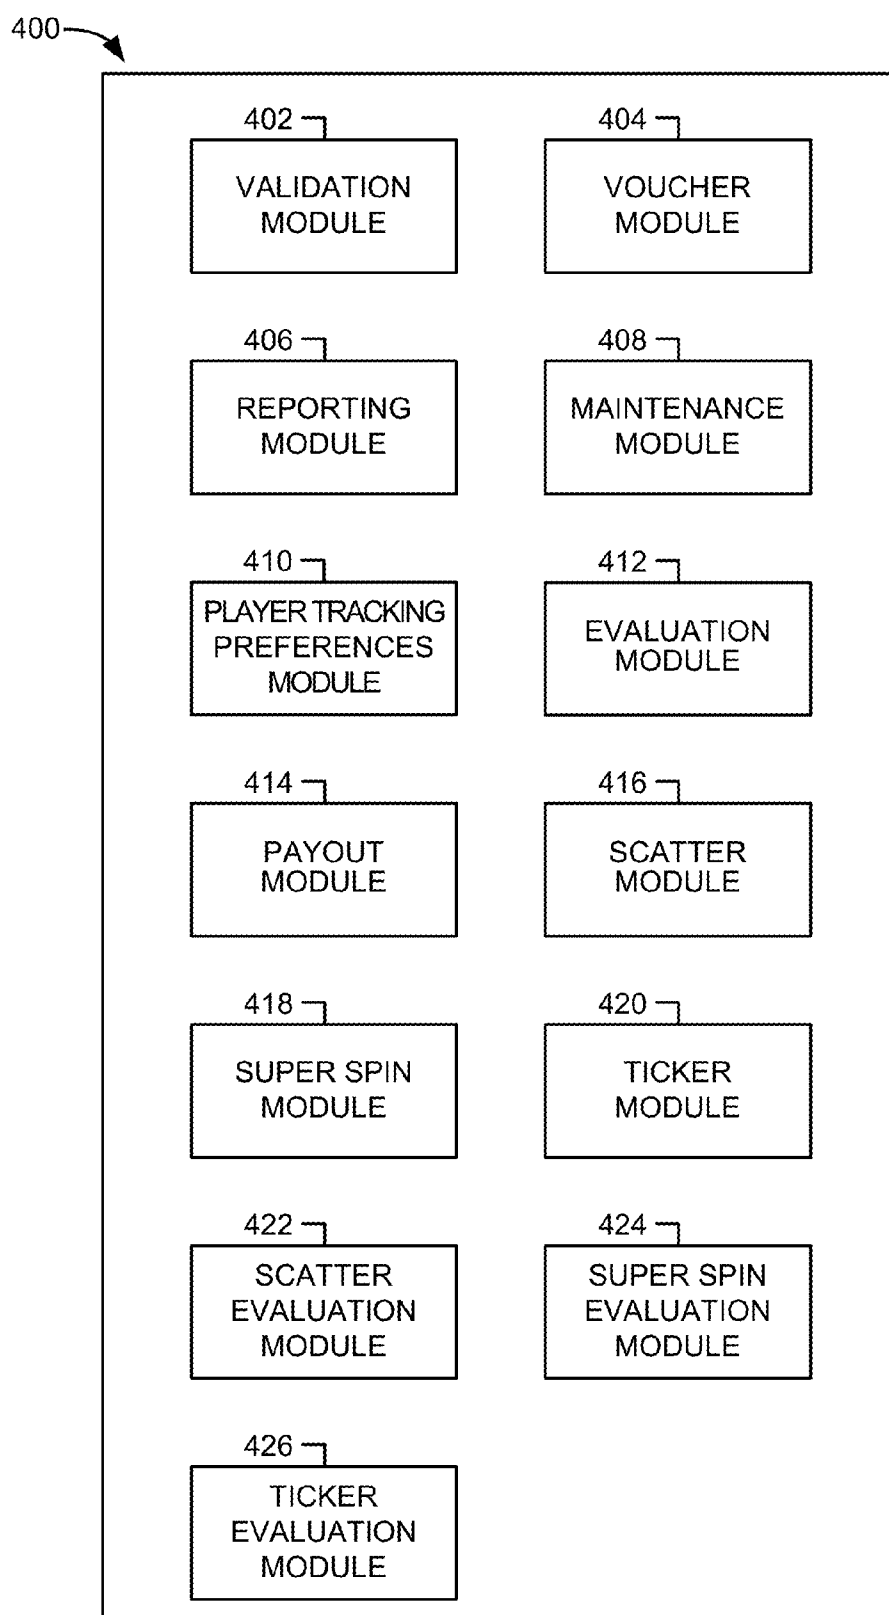 400
402
VALIDATION
MODULE
404
VOUCHER
MODULE
406
REPORTING
MODULE
408
MAINTENANCE
MODULE
410
PLAYER TRACKING
PREFERENCES
MODULE
412
EVALUATION
MODULE
414
PAYOUT
MODULE
416
SCATTER
MODULE
418
SUPER SPIN
MODULE
420
TICKER
MODULE
422
SCATTER
EVALUATION
MODULE
424
SUPER SPIN
EVALUATION
MODULE
426
TICKER
EVALUATION
MODULE